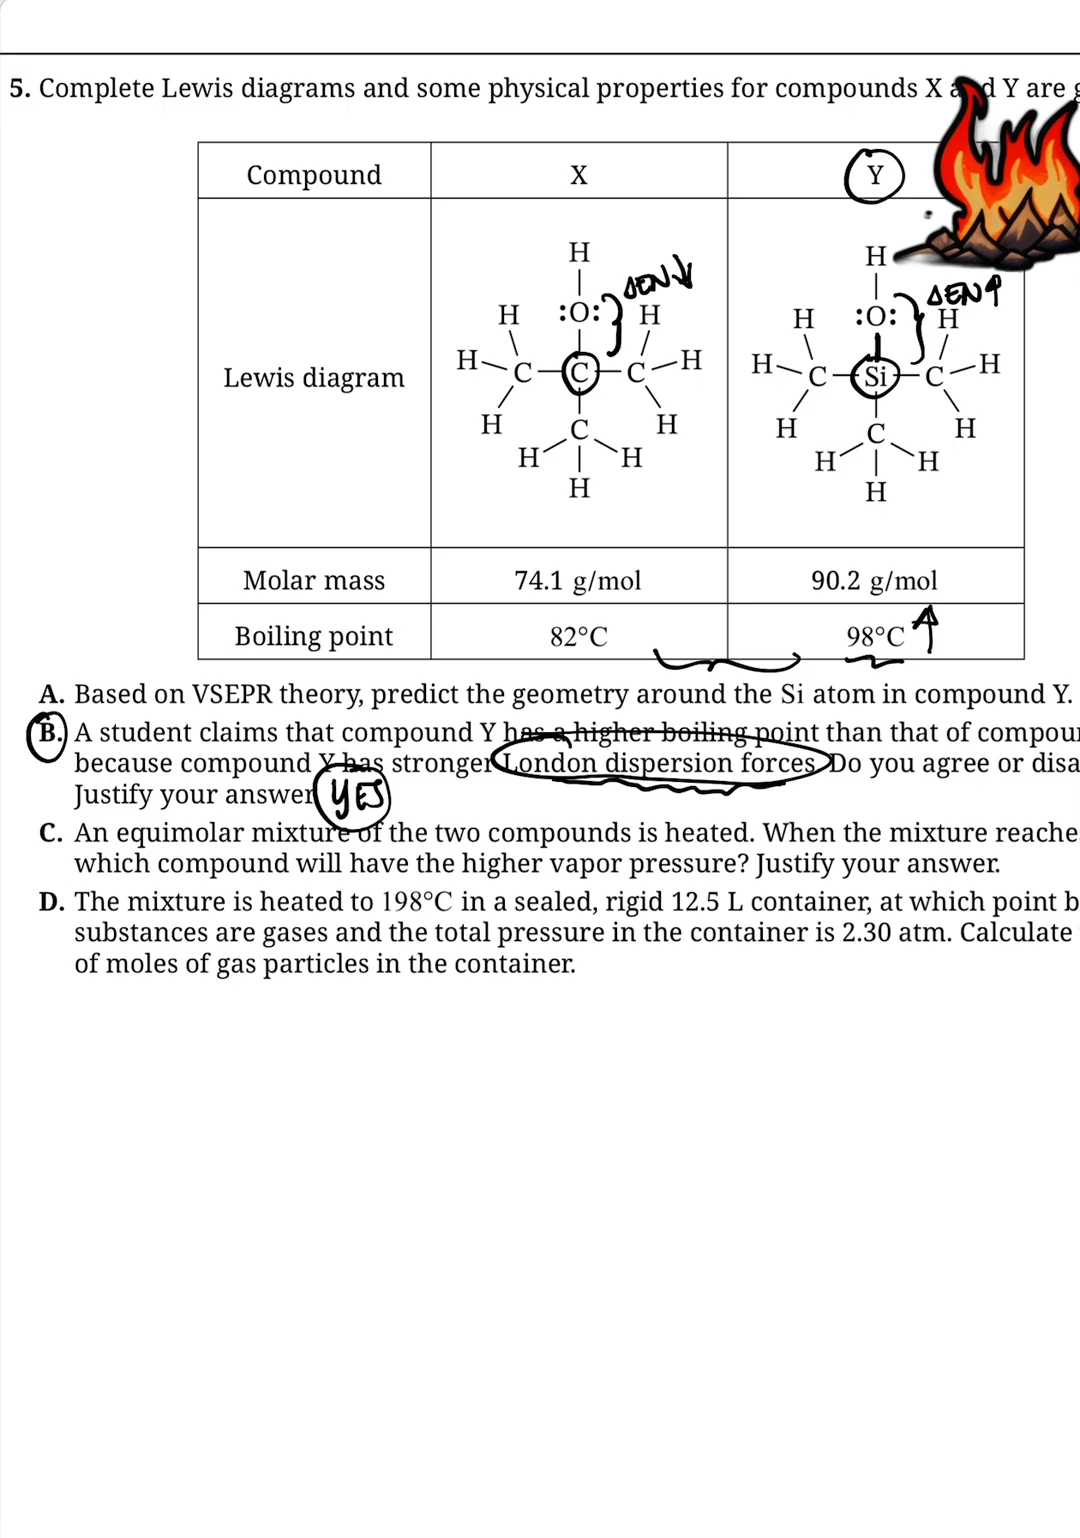 5. Complete Lewis diagrams and some physical properties for compounds X and Y are
Compound X Y
Lewis diagram
H
ΔEN↓
H :O: H
H C C C H
H C H
H H
H
H
ΔEN↑
H :O: H
H C Si C H
H C H
H H
H
Molar mass 74.1 g/mol 90.2 g/mol
Boiling point 82°C 98°C ↑
A. Based on VSEPR theory, predict the geometry around the Si atom in compound Y.
B. A student claims that compound Y has a higher boiling point than that of
because compound Y has stronger London dispersion forces. Do you agree or
Justify your answer. YES
C. An equimolar mixture of the two compounds is heated. When the mixture
which compound will have the higher vapor pressure? Justify your answer.
D. The mixture is heated to 198°C in a sealed, rigid 12.5 L container, at which point
substances are gases and the total pressure in the container is 2.30 atm. Calculate
of moles of gas particles in the container.